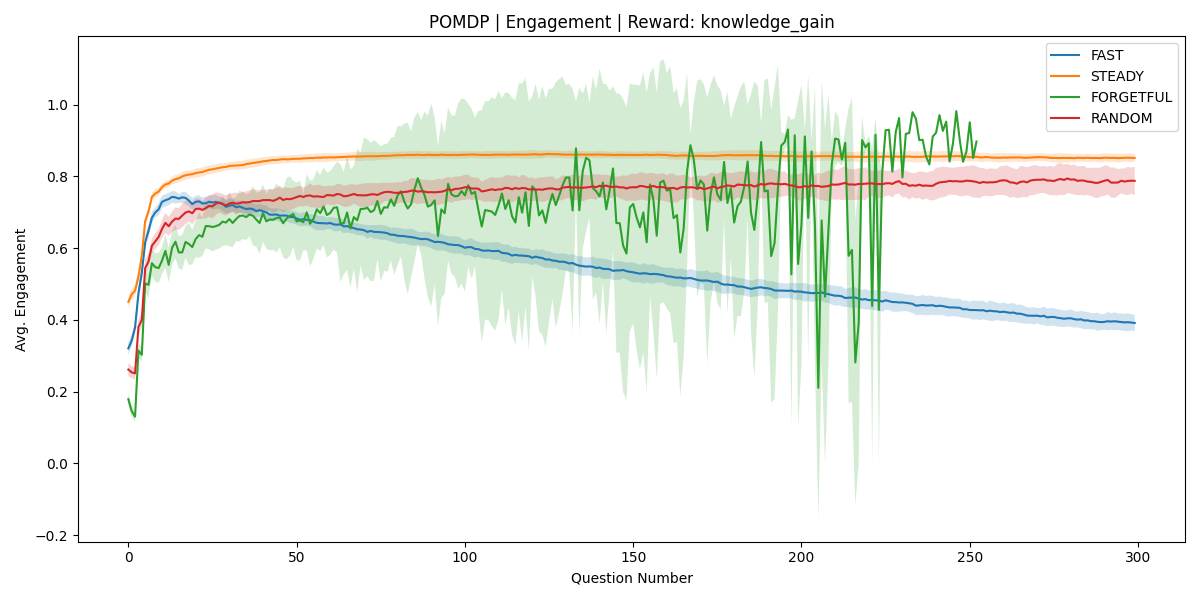 POMDP | Engagement | Reward: knowledge_gain
FAST
STEADY
FORGETFUL
RANDOM
Avg. Engagement
1.0
0.8
0.6
0.4
0.2
0.0
−0.2
0
50
100
150
200
250
300
Question Number